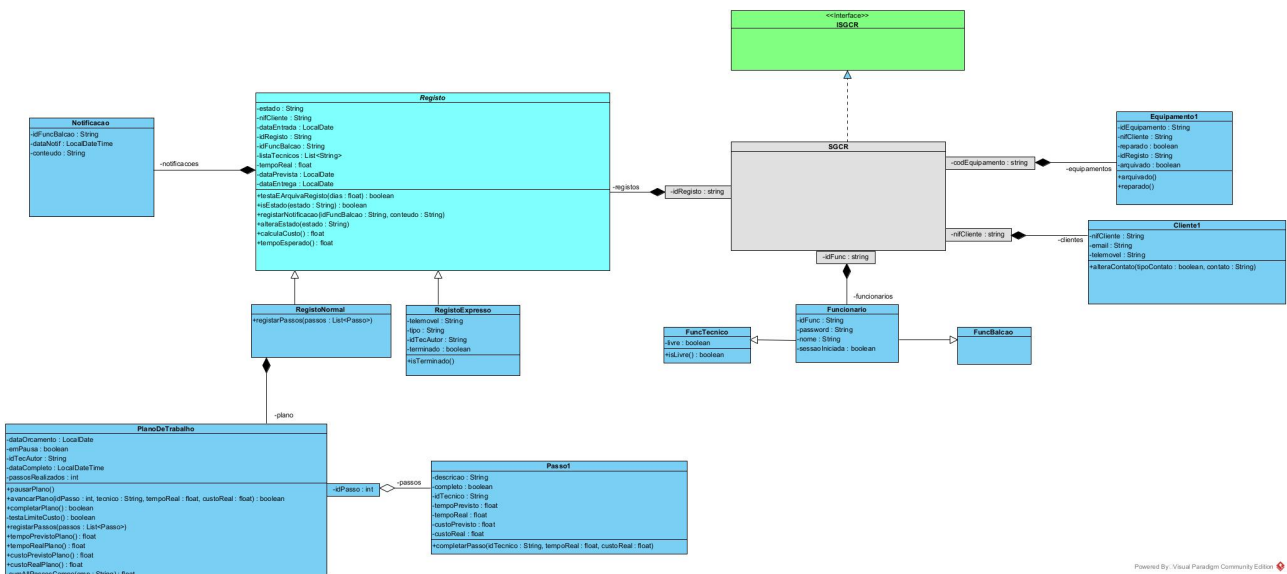 <<Interface>>
ISGCR
Registo
-estado : String
-nifCliente : String
-dataEntrada : LocalDate
-idRegisto : String
-idFuncBalcao : String
-listaTecnicos : List<String>
-tempoReal : float
-dataPrevista : LocalDate
-dataEntrega : LocalDate
+testaEArquivaRegisto(dias : float) : boolean
+isEstado(estado : String) : boolean
+registarNotificacao(idFuncBalcao : String, conteudo : String)
+alteraEstado(estado : String)
+calculaCusto() : float
+tempoEsperado() : float
Notificacao
-idFuncBalcao : String
-dataNotif : LocalDateTime
-conteudo : String
-notificacoes
-registos
-idRegisto : string
SGCR
-codEquipamento : string
-equipamentos
Equipamento1
-idEquipamento : String
-nifCliente : String
-reparado : boolean
-idRegisto : String
-arquivado : boolean
+arquivado()
+reparado()
-nifCliente : string
-clientes
Cliente1
-nifCliente : String
-email : String
-telemovel : String
+alteraContato(tipoContato : boolean, contato : String)
-idFunc : string
-funcionarios
RegistoNormal
+registarPassos(passos : List<Passo>)
RegistoExpresso
-telemovel : String
-tipo : String
-idTecAutor : String
-terminado : boolean
+isTerminado()
FuncTecnico
-livre : boolean
+isLivre() : boolean
Funcionario
-idFunc : String
-password : String
-nome : String
-sessaoIniciada : boolean
FuncBalcao
-plano
PlanoDeTrabalho
-dataOrcamento : LocalDate
-emPausa : boolean
-idTecAutor : String
-dataCompleto : LocalDateTime
-passosRealizados : int
+pausarPlano()
+avancarPlano(idPasso : int, tecnico : String, tempoReal : float, custoReal : float) : boolean
+completarPlano() : boolean
-testaLimiteCusto() : boolean
+registarPassos(passos : List<Passo>)
+tempoPrevistoPlano() : float
+tempoRealPlano() : float
+custoPrevistoPlano() : float
+custoRealPlano() : float
-idPasso : int
-passos
Passo1
-descricao : String
-completo : boolean
-idTecnico : String
-tempoPrevisto : float
-tempoReal : float
-custoPrevisto : float
-custoReal : float
+completarPasso(idTecnico : String, tempoReal : float, custoReal : float)
Powered By: Visual Paradigm Community Edition